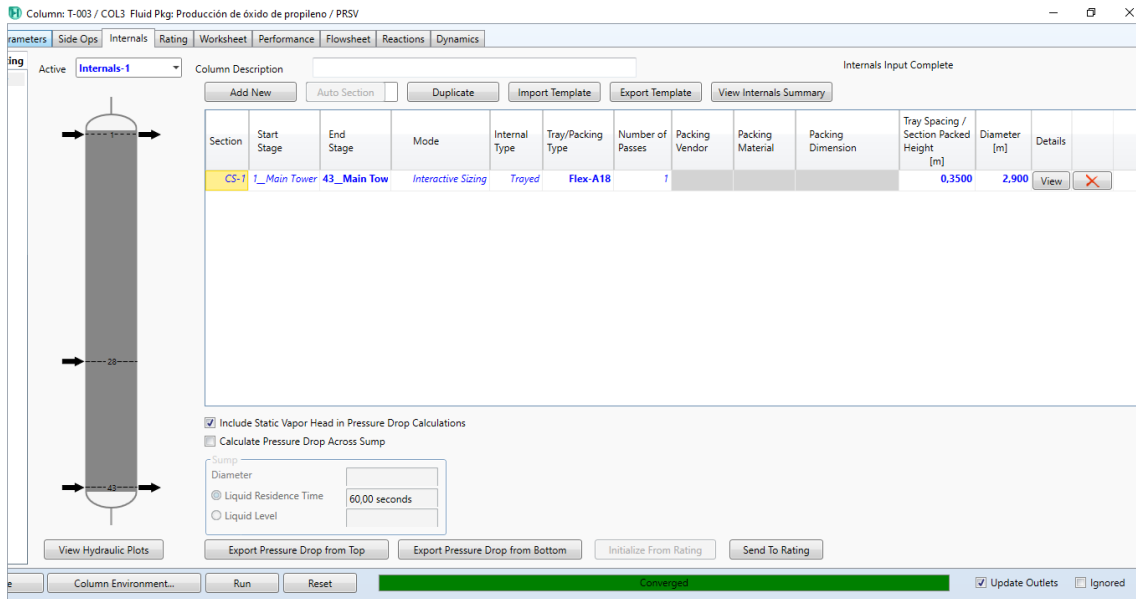 Column: T-003 / COL3 Fluid Pkg: Producción de óxido de propileno / PRSV
rameters Side Ops Internals Rating Worksheet Performance Flowsheet Reactions Dynamics
ing
Active Internals-1 Column Description Internals Input Complete
Add New Auto Section Duplicate Import Template Export Template View Internals Summary
Section Start Stage End Stage Mode Internal Type Tray/Packing Type Number of Passes Packing Vendor Packing Material Packing Dimension Tray Spacing / Section Packed Height [m] Diameter [m] Details
CS-1 1__Main Tower 43__Main Tow Interactive Sizing Trayed Flex-A18 1 0,3500 2,900 View
1
28
43
Include Static Vapor Head in Pressure Drop Calculations
Calculate Pressure Drop Across Sump
Sump
Diameter
Liquid Residence Time 60,00 seconds
Liquid Level
View Hydraulic Plots Export Pressure Drop from Top Export Pressure Drop from Bottom Initialize From Rating Send To Rating
e Column Environment... Run Reset Converged Update Outlets Ignored